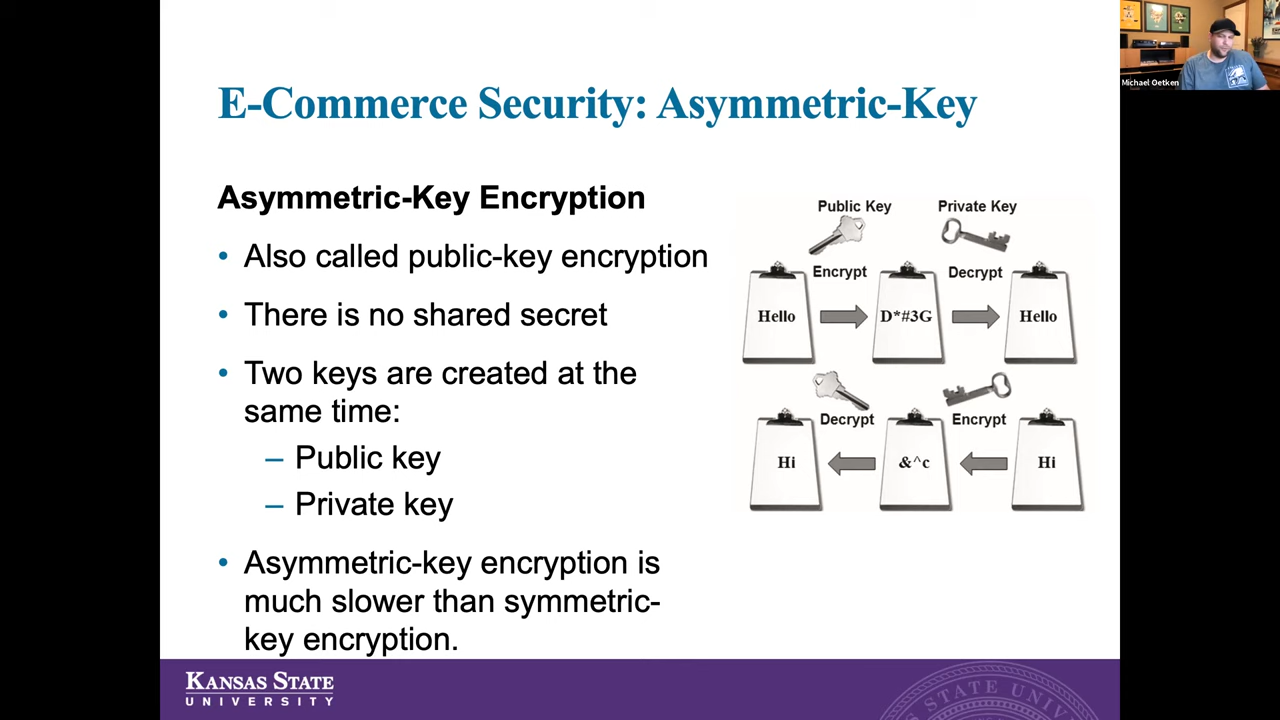 E-Commerce Security: Asymmetric-Key
Michael Oetken
Asymmetric-Key Encryption
• Also called public-key encryption
• There is no shared secret
• Two keys are created at the
same time:
– Public key
– Private key
• Asymmetric-key encryption is
much slower than symmetric-
key encryption.
Public Key Private Key
Encrypt Decrypt
Hello D*#3G Hello
Decrypt Encrypt
Hi &^c Hi
KANSAS STATE
UNIVERSITY
STATE UNIV